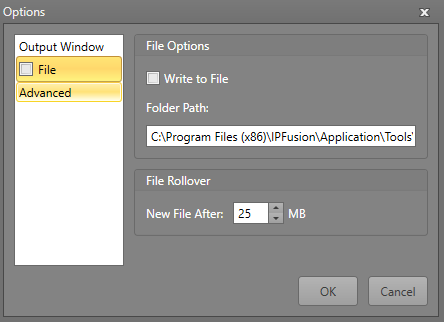 Options
x
Output Window
File
Advanced
File Options
Write to File
Folder Path:
C:\Program Files (x86)\IPFusion\Application\Tools
File Rollover
New File After: 25 MB
OK
Cancel